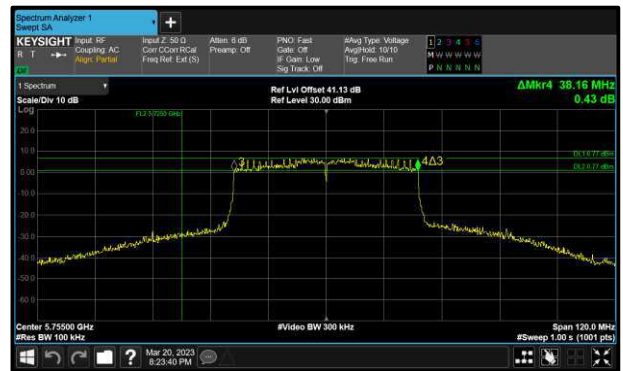 Spectrum Analyzer 1
Swept SA
+
KEYSIGHT
R T
Input: RF
Coupling: AC
Align: Partial
Input Z: 50 Ω
Corr CCorr RCal
Freq Ref: Ext (S)
Atten: 6 dB
Preamp: Off
PNO: Fast
Gate: Off
IF Gain: Low
Sig Track: Off
#Avg Type: Voltage
Avg|Hold: 10/10
Trig: Free Run
1 2 3 4 5 6
M W W W W W
P N N N N N
1 Spectrum
Scale/Div 10 dB
Ref Lvl Offset 41.13 dB
Ref Level 30.00 dBm
ΔMkr4 38.16 MHz
0.43 dB
Log
20.0
10.0
0.00
-10.0
-20.0
-30.0
-40.0
-50.0
-60.0
3
4Δ3
DL2 0.77 dBm
Center 5.75500 GHz
#Res BW 100 kHz
#Video BW 300 kHz
Span 120.0 MHz
#Sweep 1.00 s (1001 pts)
?
Mar 20, 2023
8:23:40 PM